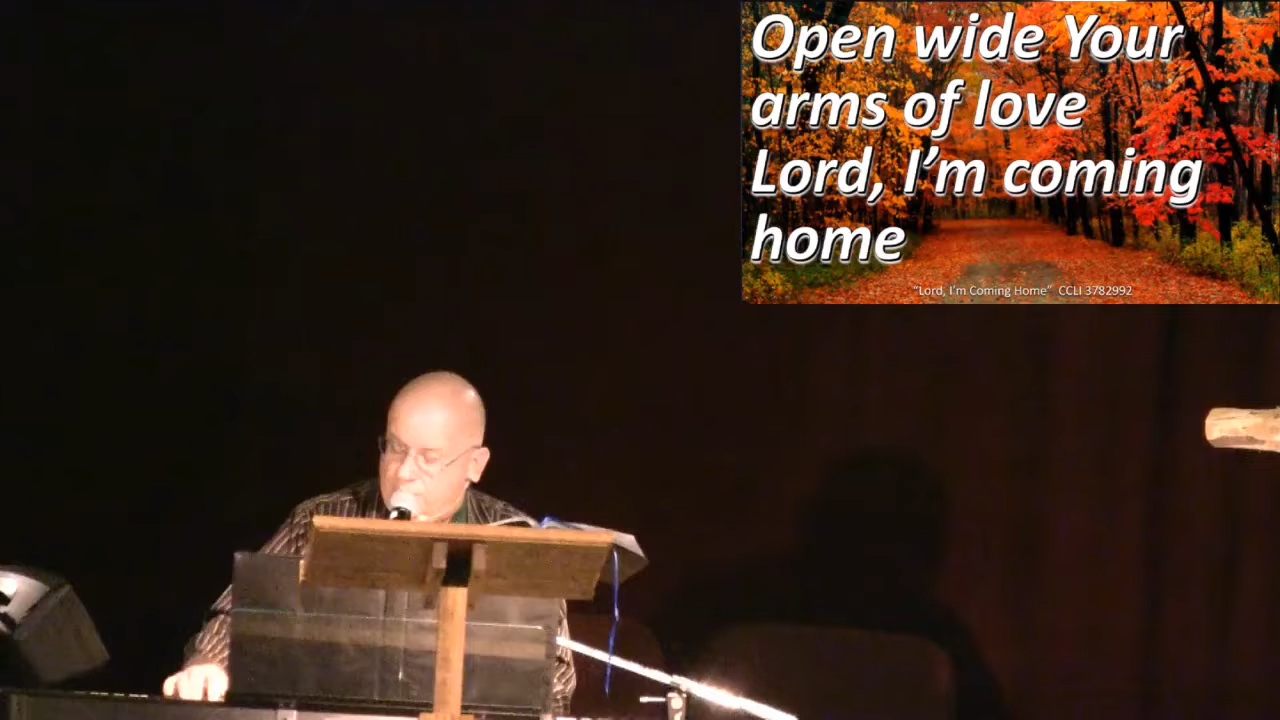 Open wide Your
arms of love
Lord, I'm coming
home
“Lord, I'm Coming Home” CCLI 3782992